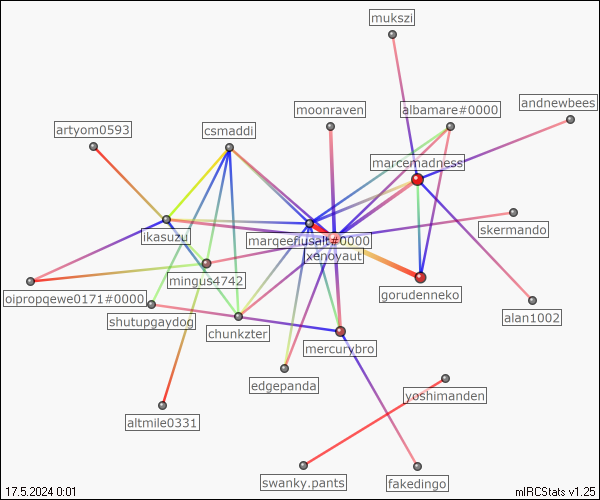 mukszi
andnewbees
moonraven
albamare#0000
artyom0593
csmaddi
marcemadness
skermando
ikasuzu
marqeeflusalt#0000
xenoyaut
mingus4742
oipropqewe0171#0000
gorudenneko
shutupgaydog
alan1002
chunkzter
mercurybro
edgepanda
yoshimanden
altmile0331
swanky.pants
fakedingo
17.5.2024 0:01
mIRCStats v1.25